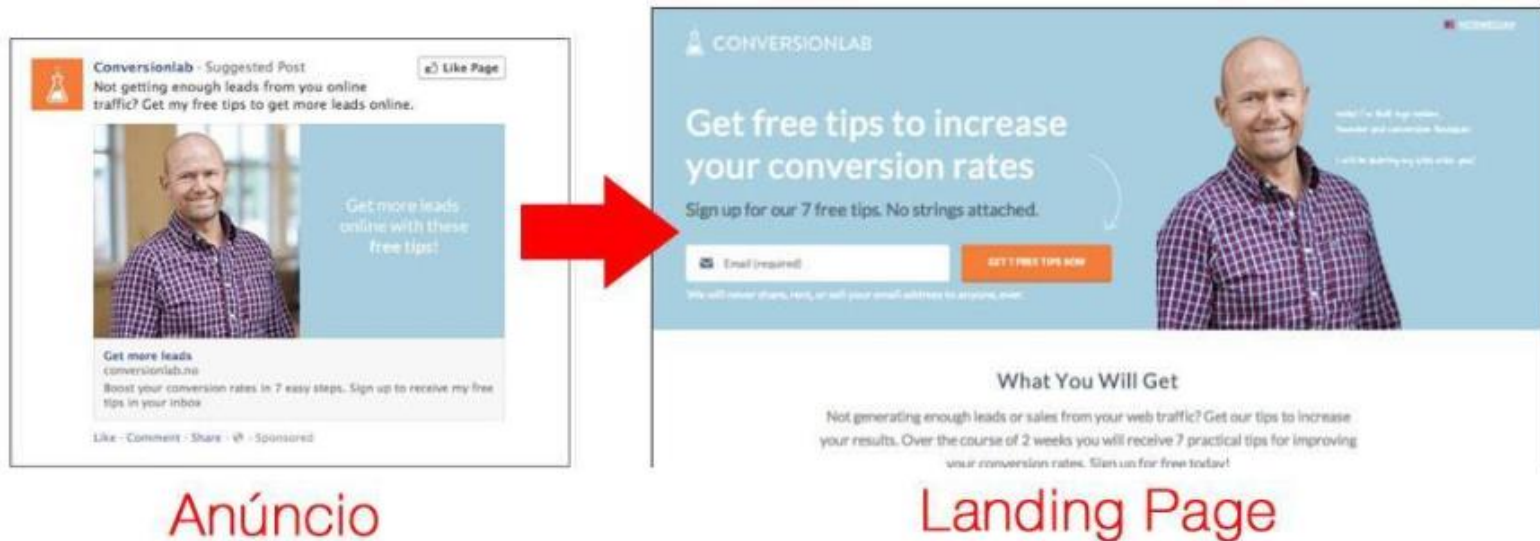 Conversionlab · Suggested Post
Like Page
Not getting enough leads from you online
traffic? Get my free tips to get more leads online.
Get more leads
online with these
free tips!
Get more leads
conversionlab.no
Boost your conversion rates in 7 easy steps. Sign up to receive my free
tips in your inbox
Like · Comment · Share · Sponsored
Anúncio
CONVERSIONLAB
NORWEGIAN
Get free tips to increase
your conversion rates
Sign up for our 7 free tips. No strings attached.
Email (required)
GET 7 FREE TIPS NOW
We will never share, rent, or sell your email address to anyone, ever.
founder and conversion
I will be
What You Will Get
Not generating enough leads or sales from your web traffic? Get our tips to increase
your results. Over the course of 2 weeks you will receive 7 practical tips for improving
your conversion rates. Sign up for free today!
Landing Page